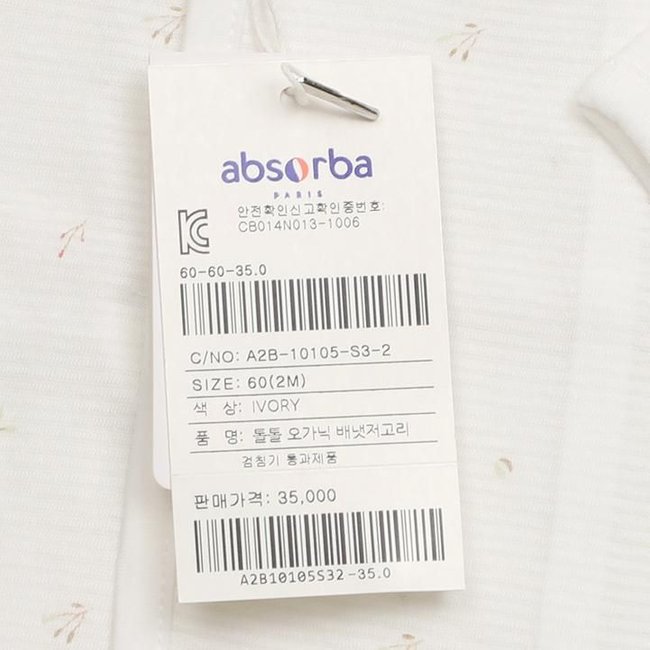 absorba
PARIS
안전확인신고확인증번호:
CB014N013-1006
60-60-35.0
C/NO: A2B-10105-S3-2
SIZE: 60(2M)
색 상: IVORY
품 명: 돌돌 오가닉 배냇저고리
검침기 통과제품
판매가격: 35,000
A2B10105S32-35.0